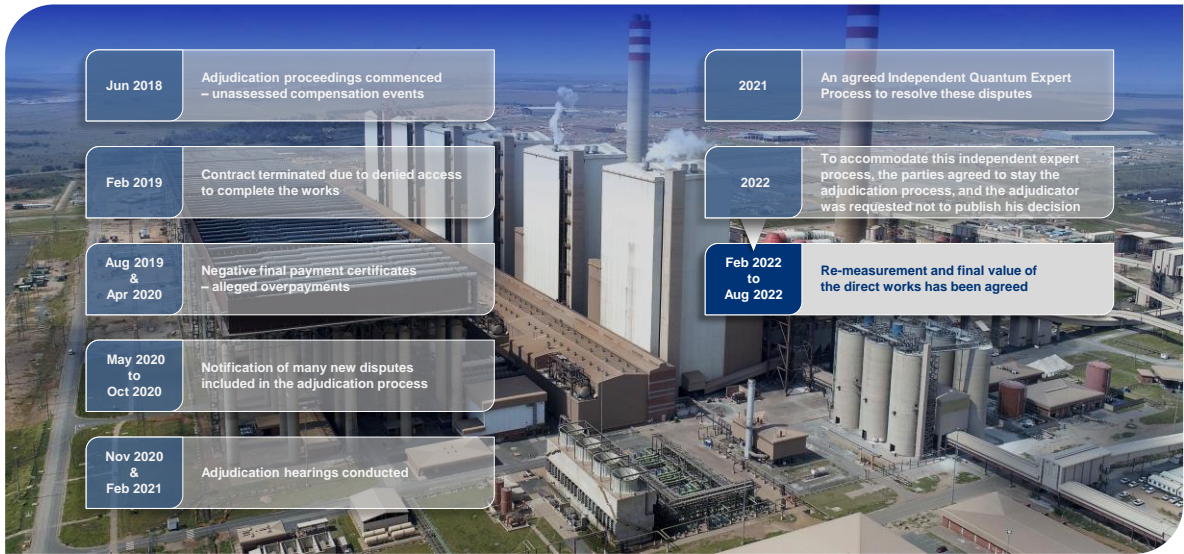 Jun 2018
Adjudication proceedings commenced
– unassessed compensation events
Feb 2019
Contract terminated due to denied access
to complete the works
Aug 2019
&
Apr 2020
Negative final payment certificates
– alleged overpayments
May 2020
to
Oct 2020
Notification of many new disputes
included in the adjudication process
Nov 2020
&
Feb 2021
Adjudication hearings conducted
2021
An agreed Independent Quantum Expert
Process to resolve these disputes
2022
To accommodate this independent expert
process, the parties agreed to stay the
adjudication process, and the adjudicator
was requested not to publish his decision
Feb 2022
to
Aug 2022
Re-measurement and final value of
the direct works has been agreed